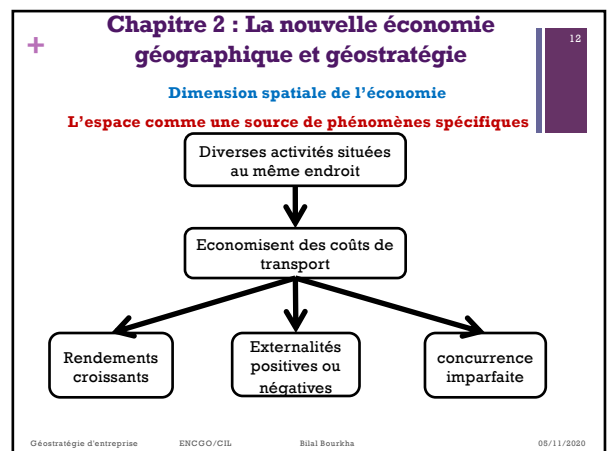 Chapitre 2 : La nouvelle économie
géographique et géostratégie
+
12
Dimension spatiale de l'économie
L'espace comme une source de phénomènes spécifiques
Diverses activités situées
au même endroit
Economisent des coûts de
transport
Rendements
croissants
Externalités
positives ou
négatives
concurrence
imparfaite
Géostratégie d'entreprise ENCGO/CIL Bilal Bourkha 05/11/2020